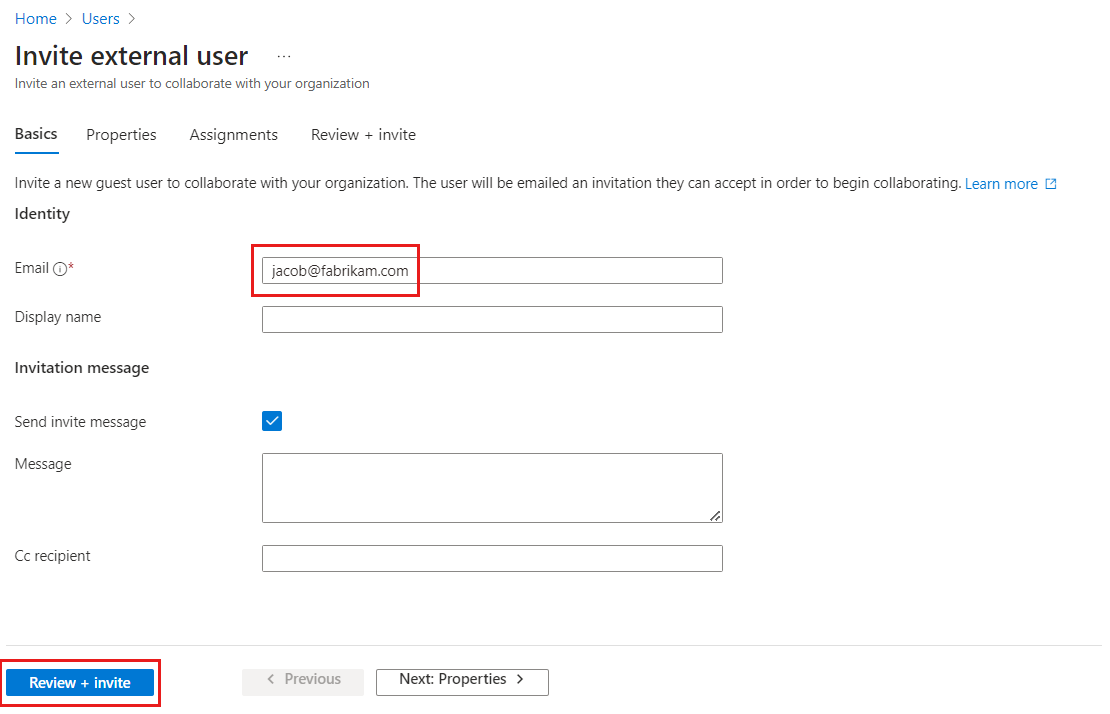 Home > Users >
Invite external user ...
Invite an external user to collaborate with your organization
Basics Properties Assignments Review + invite
Invite a new guest user to collaborate with your organization. The user will be emailed an invitation they can accept in order to begin collaborating. Learn more
Identity
Email * jacob@fabrikam.com
Display name
Invitation message
Send invite message
Message
Cc recipient
Review + invite < Previous Next: Properties >